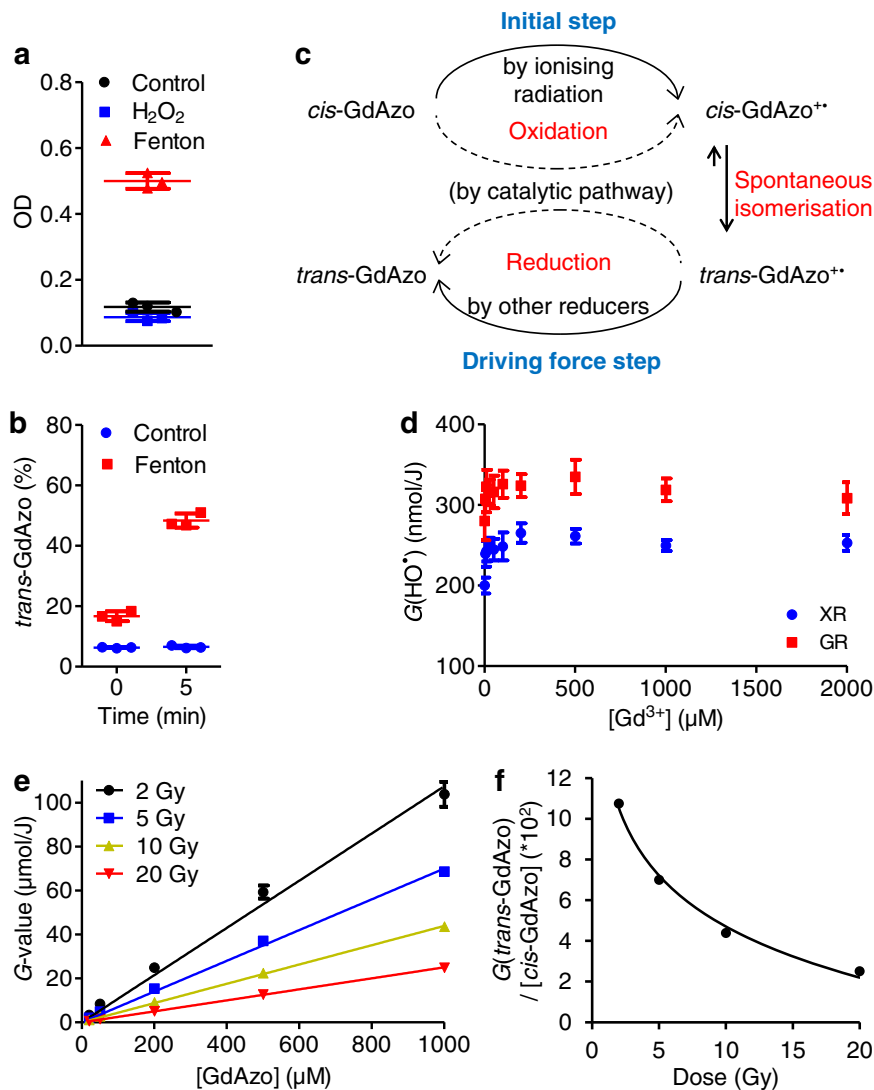 a
0.8
0.6
0.4
0.2
0.0
OD
Control
H₂O₂
Fenton
c
Initial step
by ionising
radiation
cis-GdAzo
cis-GdAzo⁺•
Oxidation
(by catalytic pathway)
Spontaneous
isomerisation
trans-GdAzo
Reduction
trans-GdAzo⁺•
by other reducers
Driving force step
b
80
60
40
20
0
trans-GdAzo (%)
Control
Fenton
0
5
Time (min)
d
400
300
200
100
G(HO•) (nmol/J)
XR
GR
0
500
1000
1500
2000
[Gd³⁺] (µM)
e
100
80
60
40
20
0
G-value (µmol/J)
2 Gy
5 Gy
10 Gy
20 Gy
0
200
400
600
800
1000
[GdAzo] (µM)
f
12
10
8
6
4
2
0
G(trans-GdAzo)
/ [cis-GdAzo] (*10²)
0
5
10
15
20
Dose (Gy)